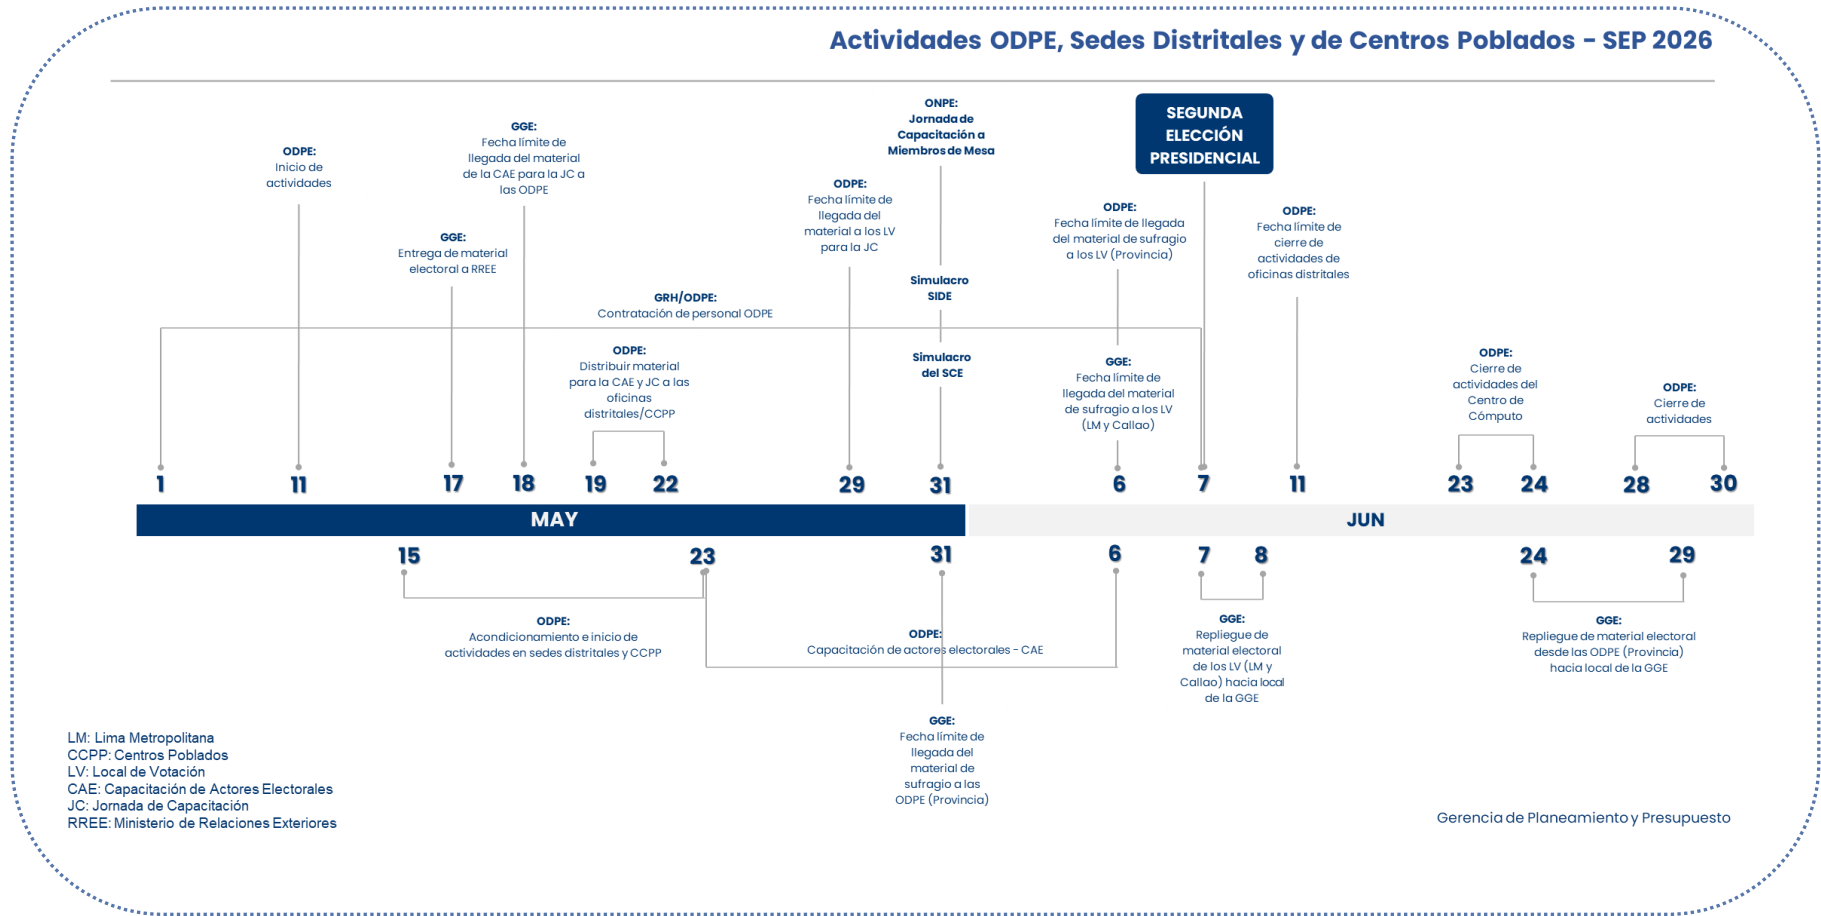 Actividades ODPE, Sedes Distritales y de Centros Poblados - SEP 2026
ODPE:
Inicio de
actividades
GGE:
Entrega de material
electoral a RREE
GGE:
Fecha límite de
llegada del material
de la CAE para la JC a
las ODPE
GRH/ODPE:
Contratación de personal ODPE
ODPE:
Distribuir material
para la CAE y JC a las
oficinas
distritales/CCPP
ODPE:
Fecha límite de
llegada del
material a los LV
para la JC
ONPE:
Jornada de
Capacitación a
Miembros de Mesa
Simulacro
SIDE
Simulacro
del SCE
ODPE:
Fecha límite de llegada
del material de sufragio
a los LV (Provincia)
GGE:
Fecha límite de
llegada del material
de sufragio a los LV
(LM y Callao)
SEGUNDA
ELECCIÓN
PRESIDENCIAL
ODPE:
Fecha límite de
cierre de
actividades de
oficinas distritales
ODPE:
Cierre de
actividades del
Centro de
Cómputo
ODPE:
Cierre de
actividades
1 11 17 18 19 22 29 31 6 7 11 23 24 28 30
MAY JUN
15 23 31 6 7 8 24 29
ODPE:
Acondicionamiento e inicio de
actividades en sedes distritales y CCPP
ODPE:
Capacitación de actores electorales - CAE
GGE:
Fecha límite de
llegada del
material de
sufragio a las
ODPE (Provincia)
GGE:
Repliegue de
material electoral
de los LV (LM y
Callao) hacia local
de la GGE
GGE:
Repliegue de material electoral
desde las ODPE (Provincia)
hacia local de la GGE
LM: Lima Metropolitana
CCPP: Centros Poblados
LV: Local de Votación
CAE: Capacitación de Actores Electorales
JC: Jornada de Capacitación
RREE: Ministerio de Relaciones Exteriores
Gerencia de Planeamiento y Presupuesto